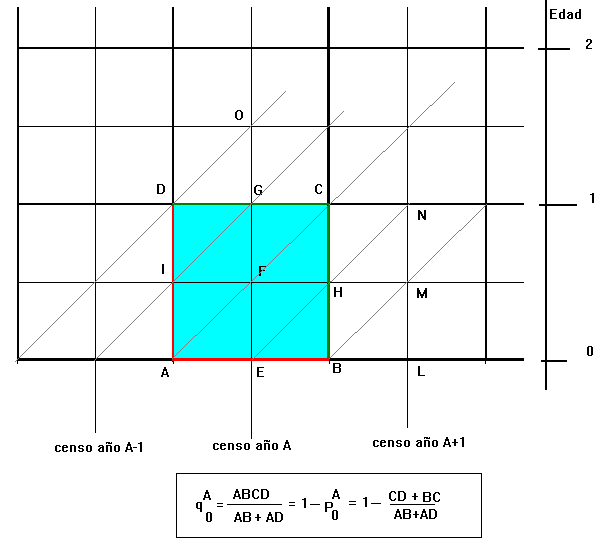 Edad
2
O
D G C 1
I F N
H M
0
A E B L
censo año A-1 censo año A censo año A+1
q₀ᴬ = ABCD / (AB + AD) = 1 – P₀ᴬ = 1 – (CD + BC) / (AB+AD)